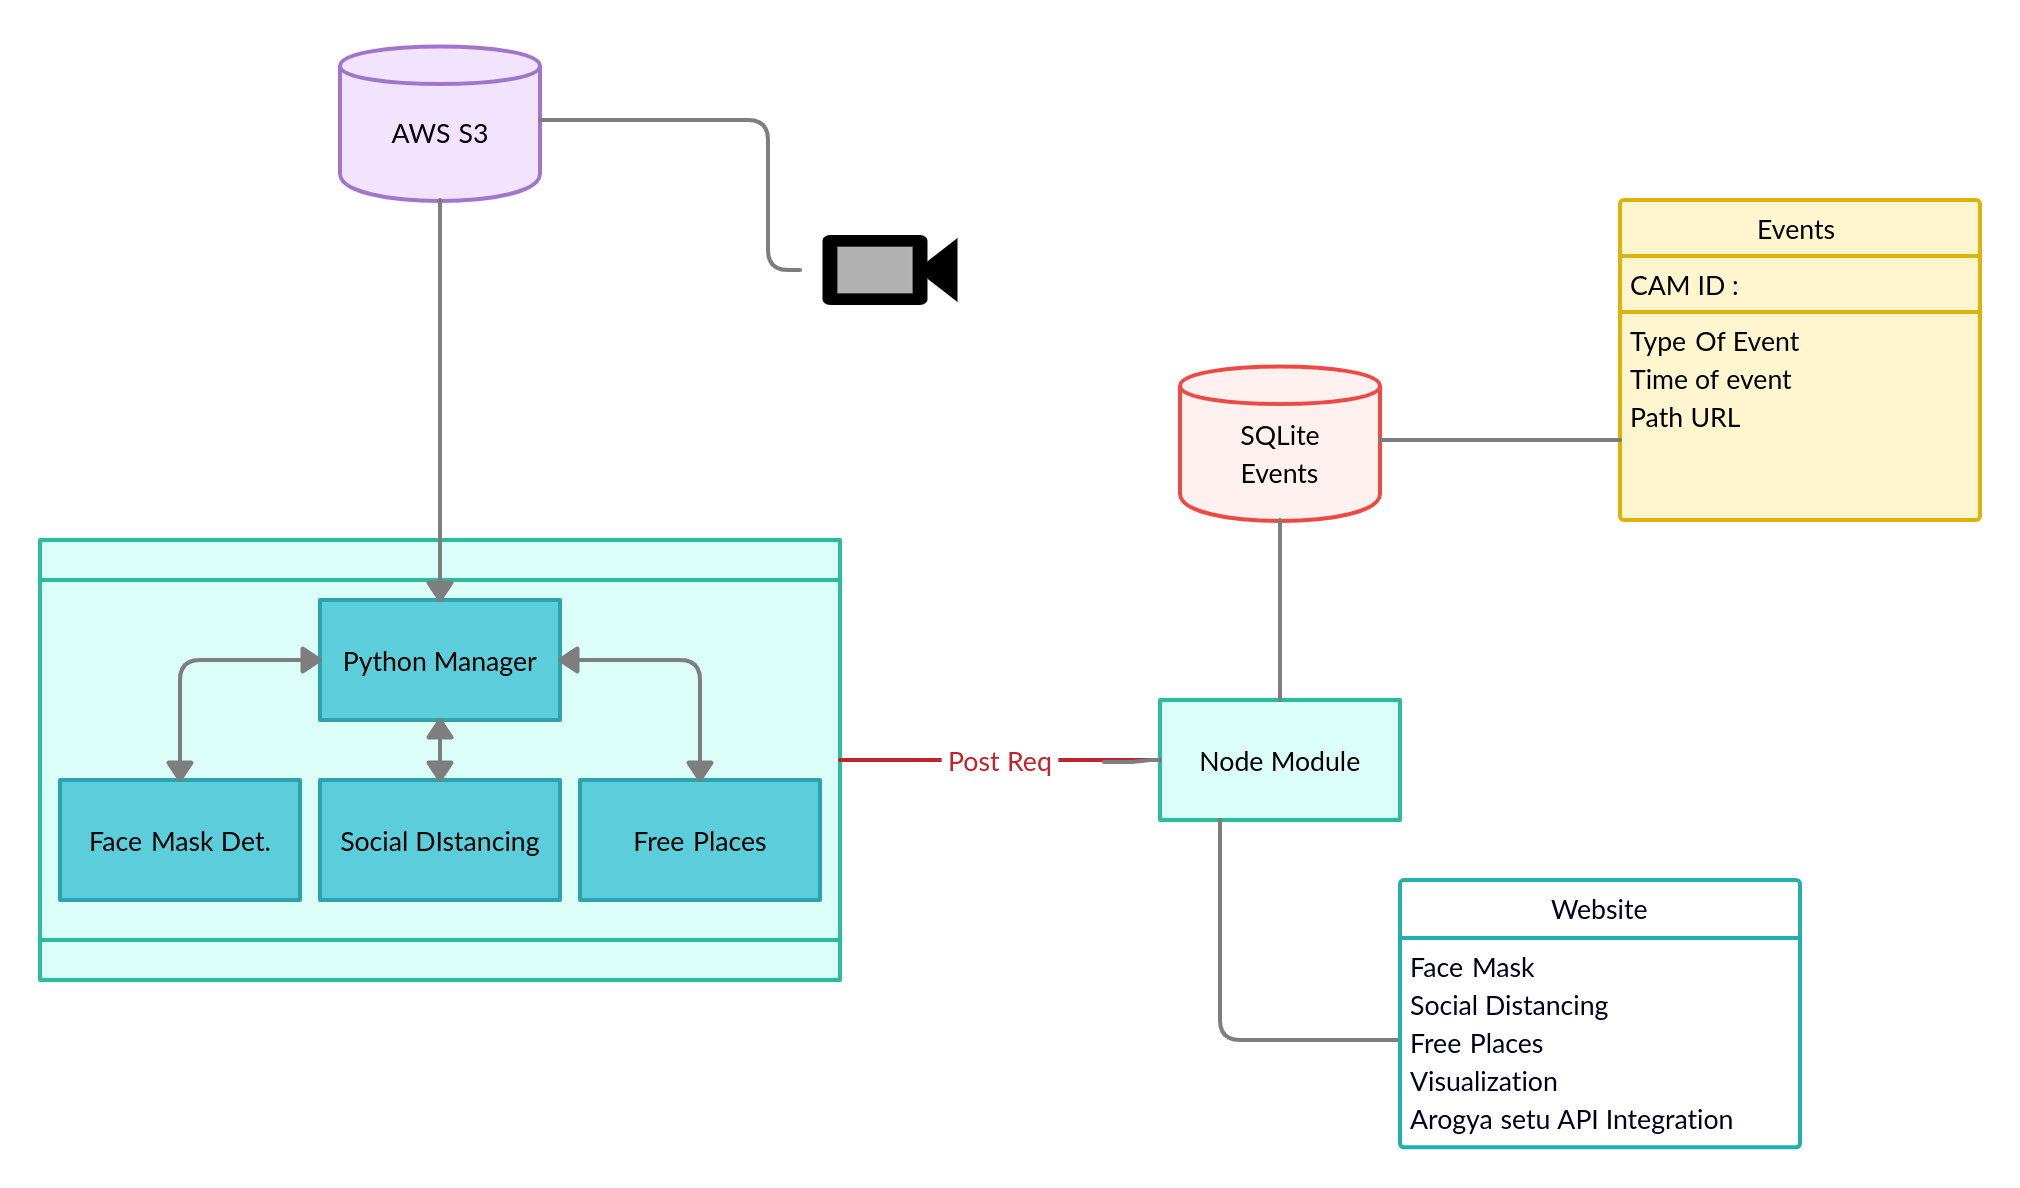 AWS S3
Events
CAM ID :
Type Of Event
Time of event
Path URL
SQLite
Events
Python Manager
Face Mask Det.
Social DIstancing
Free Places
Post Req
Node Module
Website
Face Mask
Social Distancing
Free Places
Visualization
Arogya setu API Integration